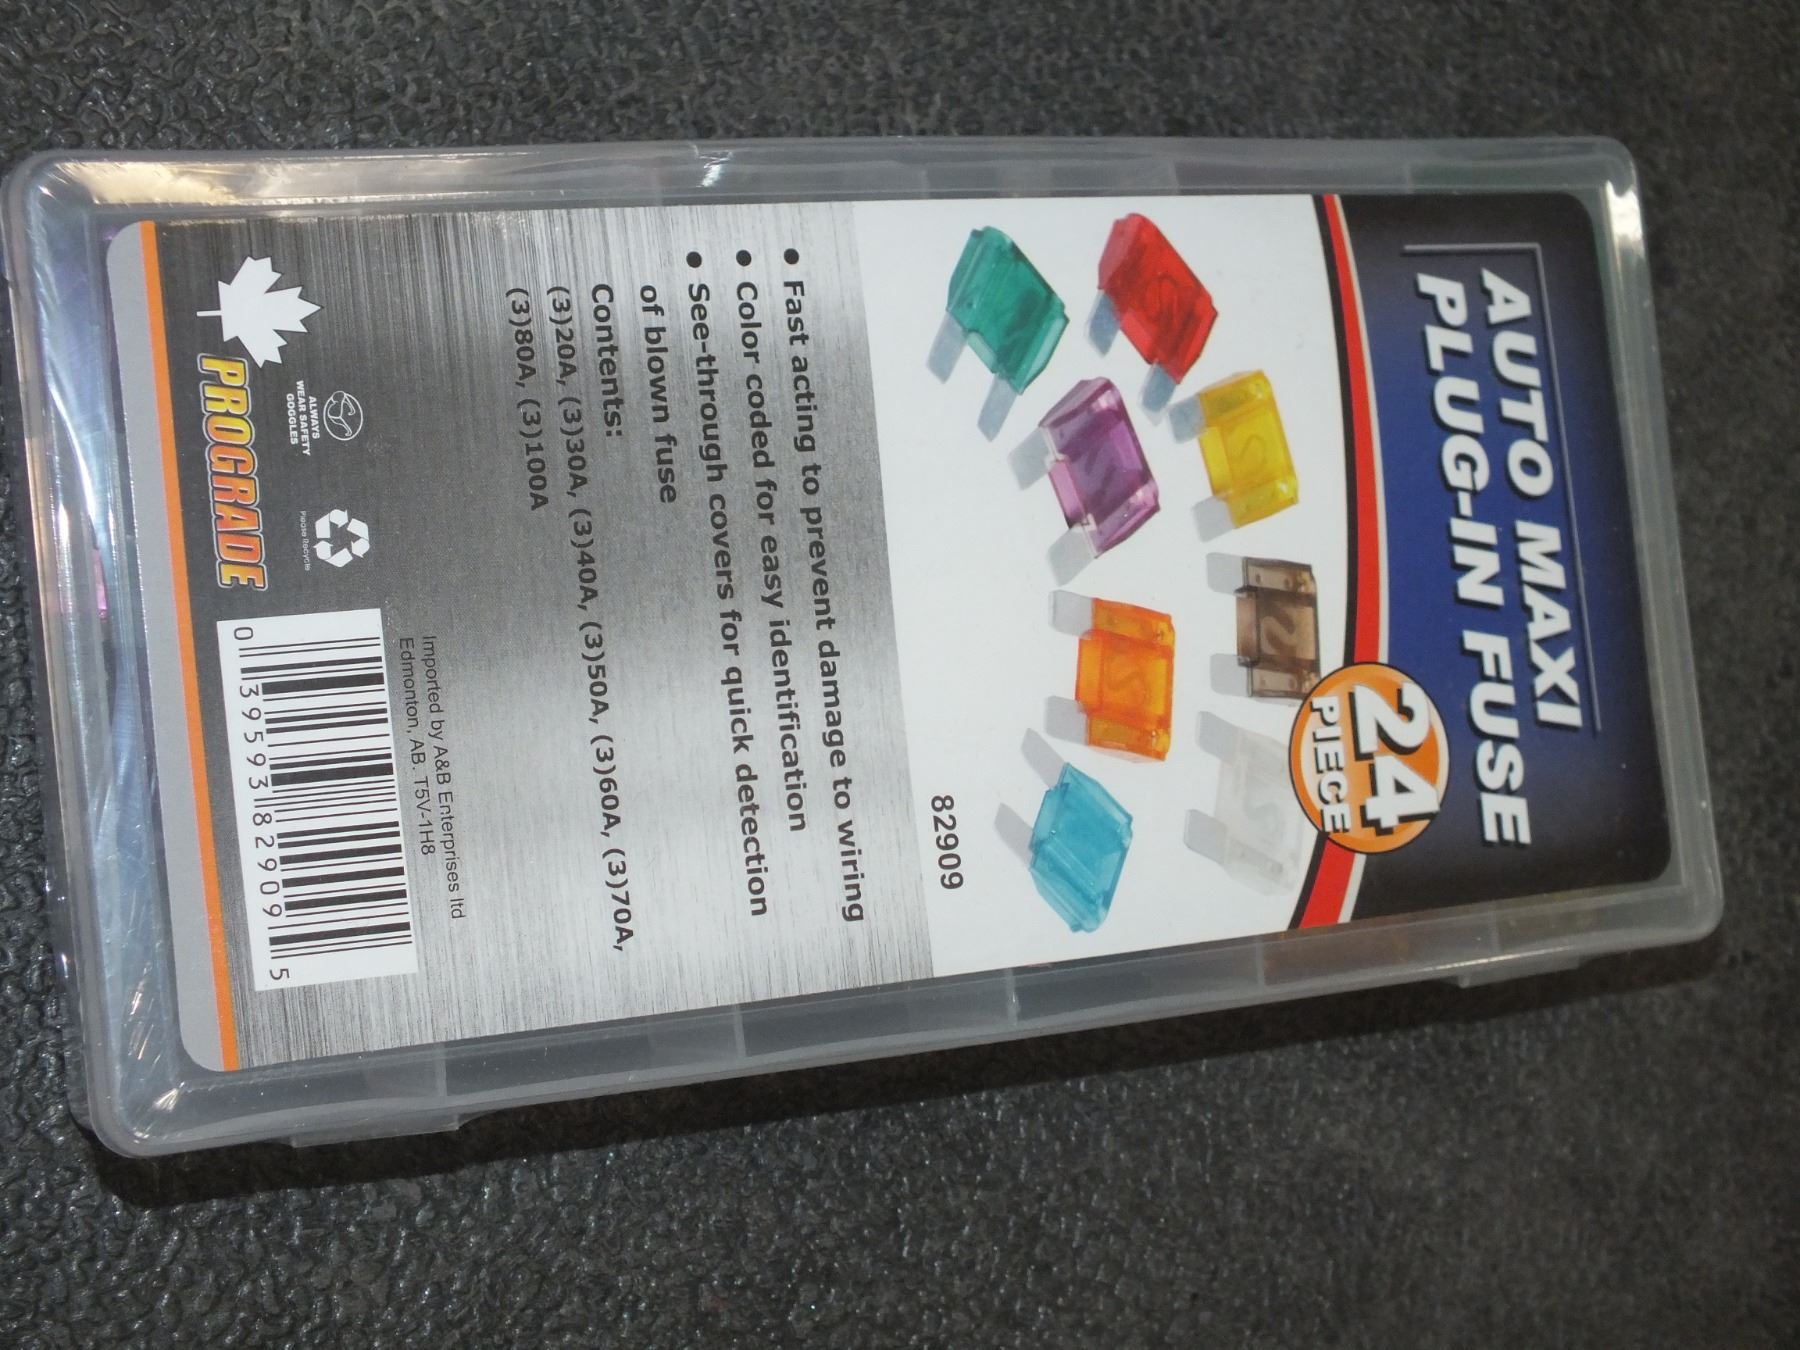 AUTO MAXI
PLUG-IN FUSE
24
PIECE
82909
● Fast acting to prevent damage to wiring
● Color coded for easy identification
● See-through covers for quick detection
of blown fuse
Contents:
(3)20A, (3)30A, (3)40A, (3)50A, (3)60A, (3)70A,
(3)80A, (3)100A
ALWAYS
WEAR SAFETY
GOGGLES
Please Recycle
Imported by A&B Enterprises ltd
Edmonton, AB. T5V-1H8
PROGRADE
0 39593 82909 5